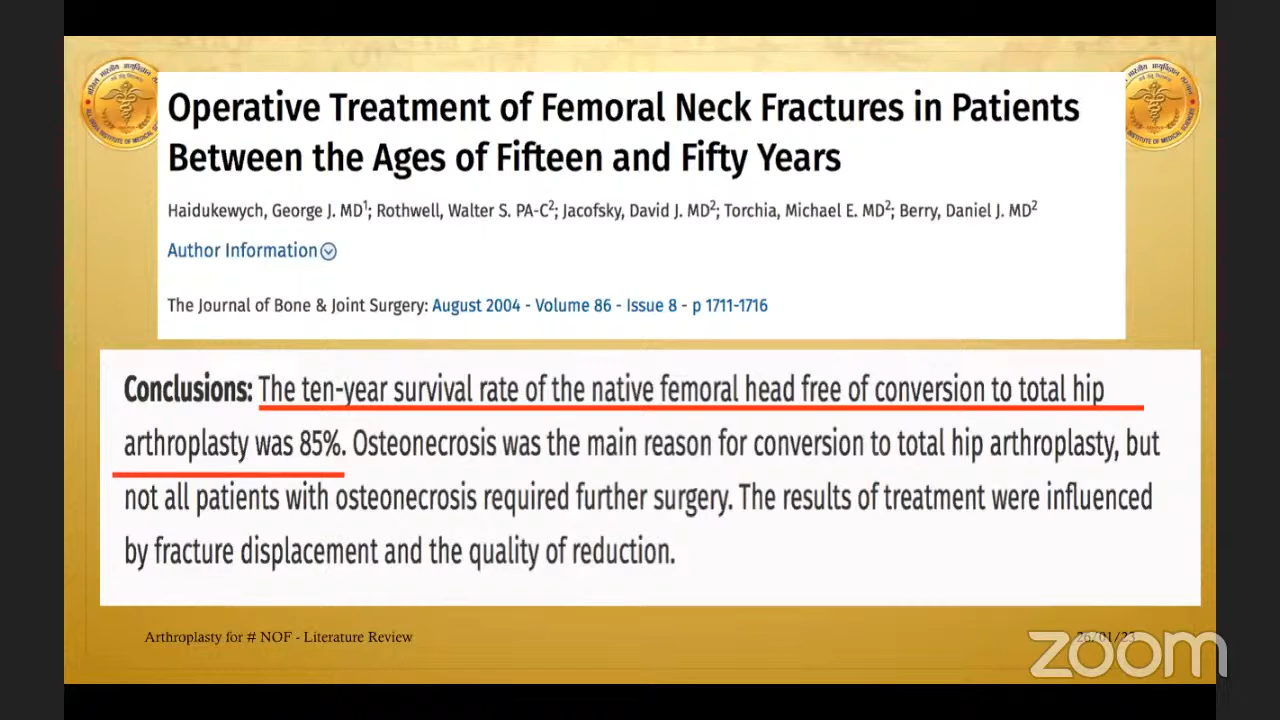 Operative Treatment of Femoral Neck Fractures in Patients
Between the Ages of Fifteen and Fifty Years
Haidukewych, George J. MD1; Rothwell, Walter S. PA-C2; Jacofsky, David J. MD2; Torchia, Michael E. MD2; Berry, Daniel J. MD2
Author Information
The Journal of Bone & Joint Surgery: August 2004 - Volume 86 - Issue 8 - p 1711-1716
Conclusions: The ten-year survival rate of the native femoral head free of conversion to total hip
arthroplasty was 85%. Osteonecrosis was the main reason for conversion to total hip arthroplasty, but
not all patients with osteonecrosis required further surgery. The results of treatment were influenced
by fracture displacement and the quality of reduction.
Arthroplasty for # NOF - Literature Review
26/01/23
zoom